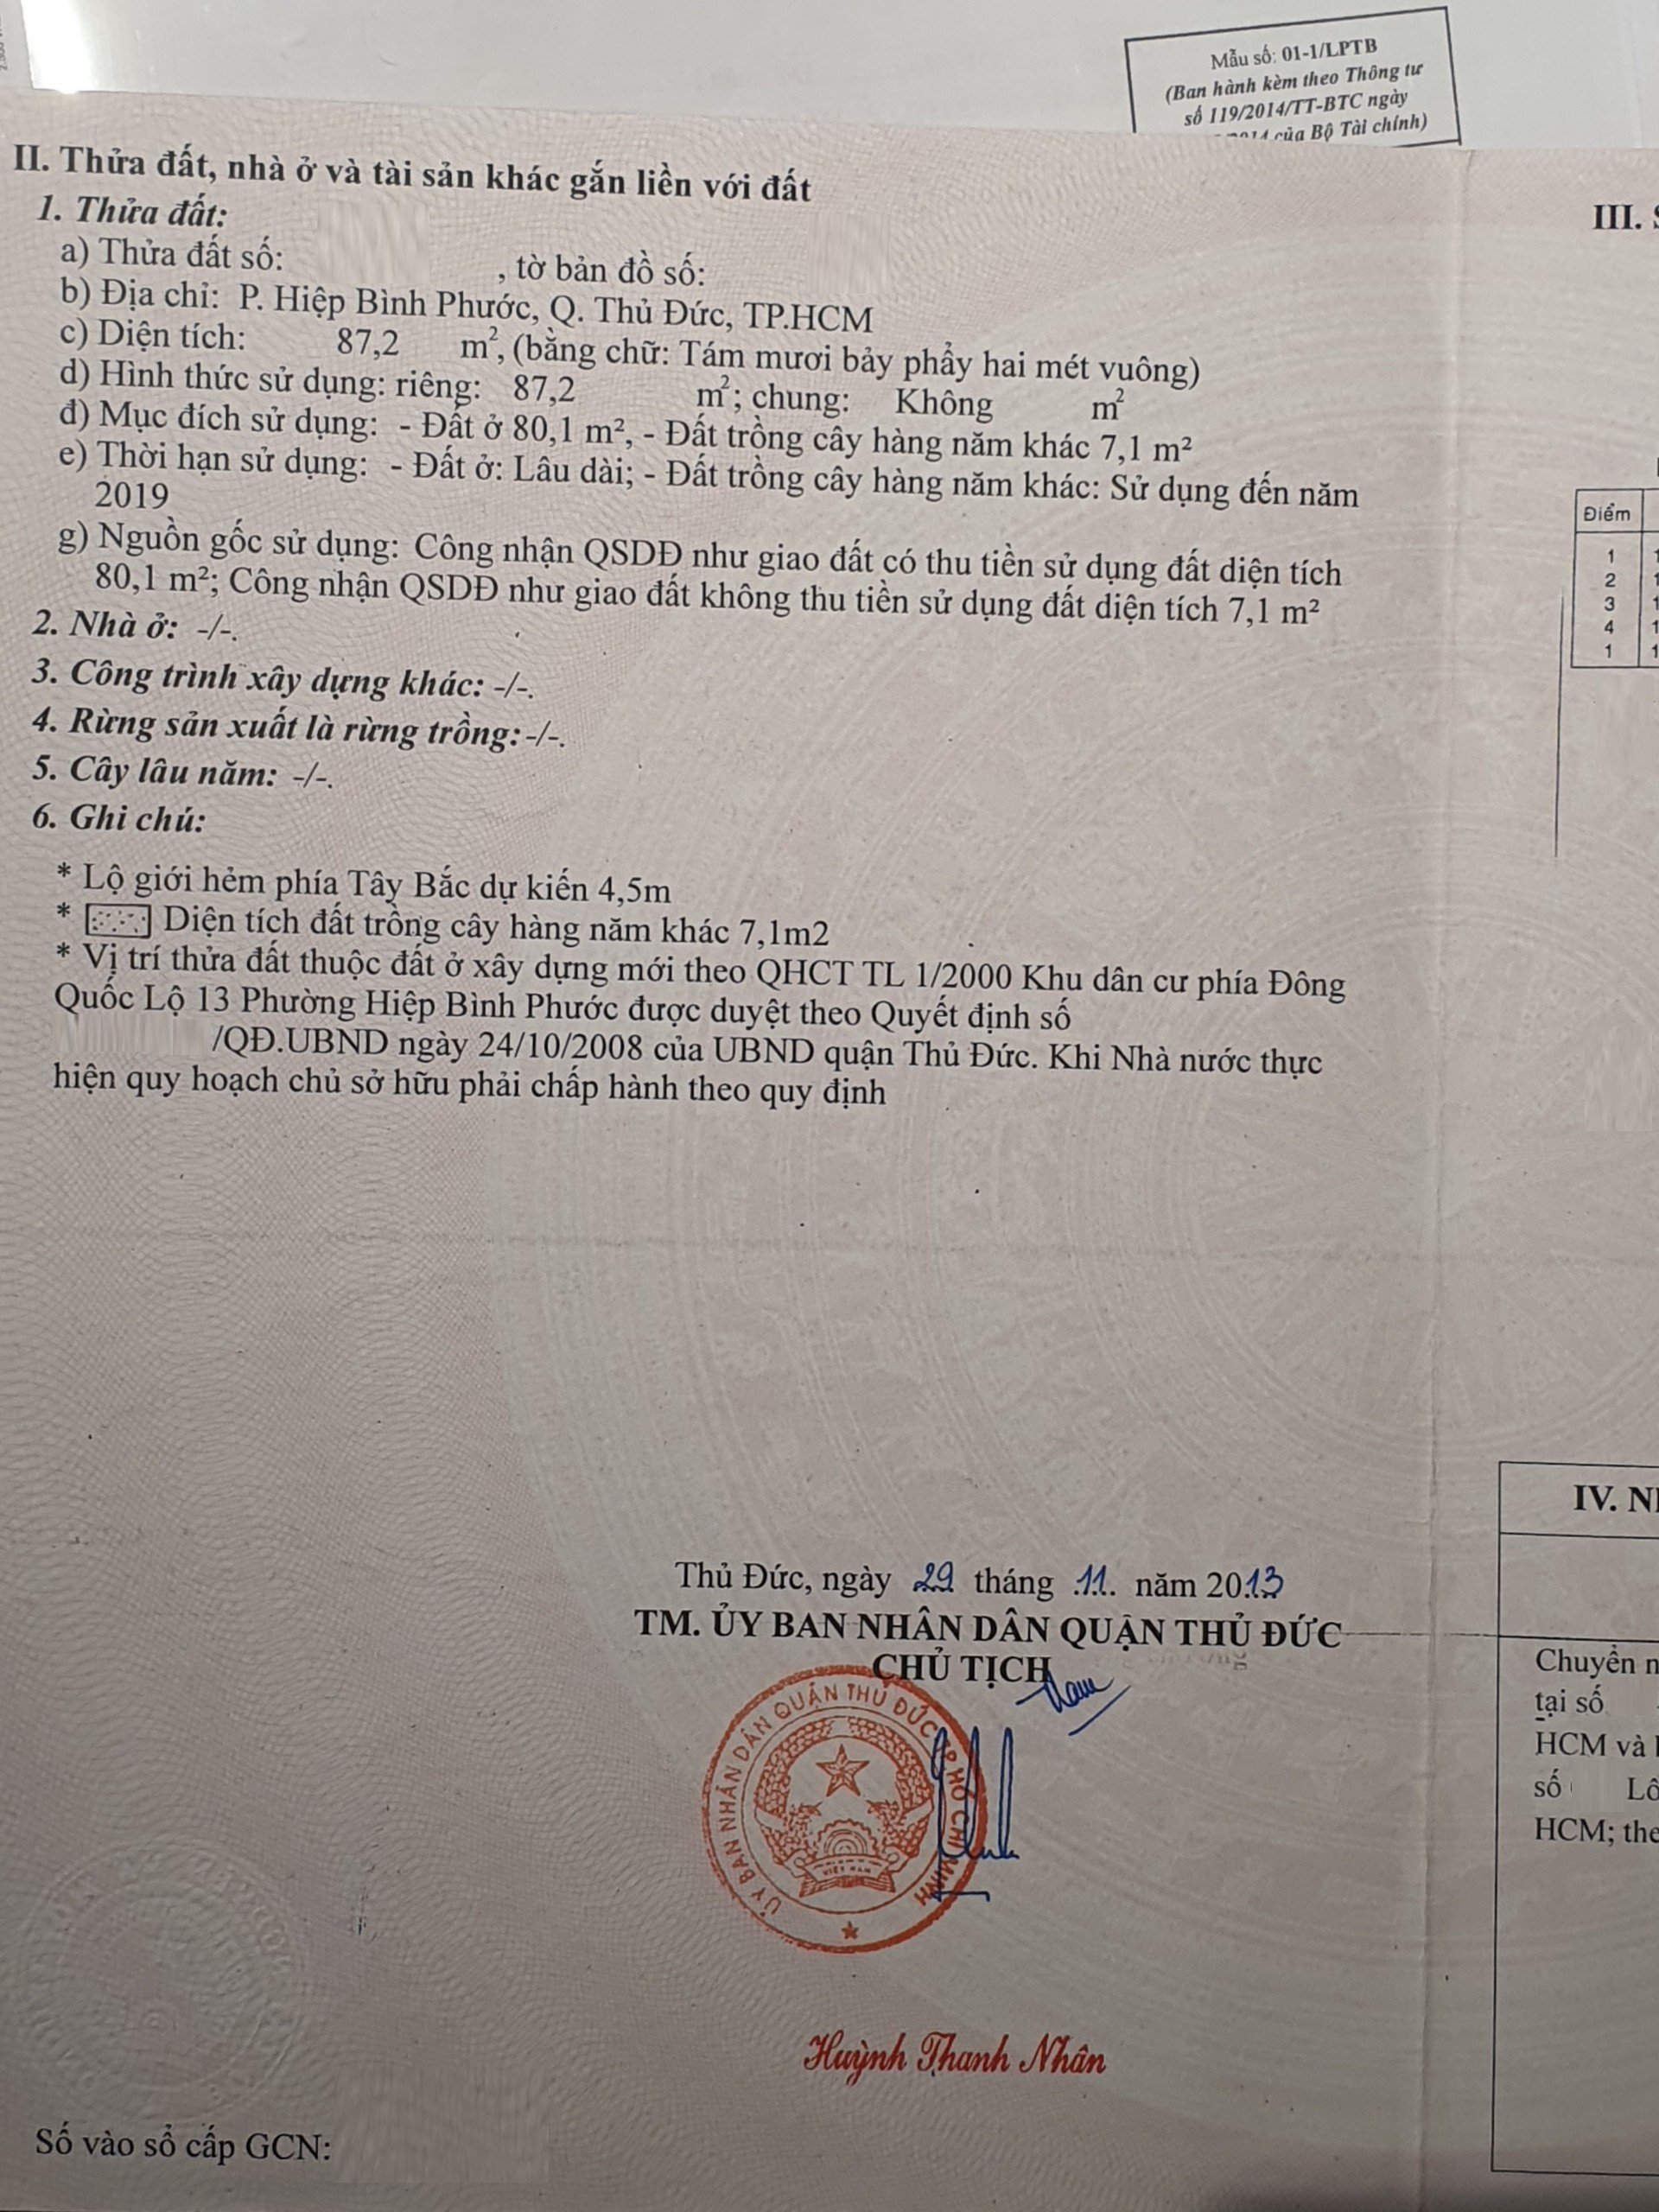 Mẫu số: 01-1/LPTB
(Ban hành kèm theo Thông tư
số 119/2014/TT-BTC ngày
2014 của Bộ Tài chính)
II. Thửa đất, nhà ở và tài sản khác gắn liền với đất
1. Thửa đất:
a) Thửa đất số: , tờ bản đồ số:
b) Địa chỉ: P. Hiệp Bình Phước, Q. Thủ Đức, TP.HCM
c) Diện tích: 87,2 m², (bằng chữ: Tám mươi bảy phẩy hai mét vuông)
d) Hình thức sử dụng: riêng: 87,2 m²; chung: Không m²
đ) Mục đích sử dụng: - Đất ở 80,1 m², - Đất trồng cây hàng năm khác 7,1 m²
e) Thời hạn sử dụng: - Đất ở: Lâu dài; - Đất trồng cây hàng năm khác: Sử dụng đến năm
2019
g) Nguồn gốc sử dụng: Công nhận QSDĐ như giao đất có thu tiền sử dụng đất diện tích
80,1 m²; Công nhận QSDĐ như giao đất không thu tiền sử dụng đất diện tích 7,1 m²
2. Nhà ở: -/-.
3. Công trình xây dựng khác: -/-.
4. Rừng sản xuất là rừng trồng: -/-.
5. Cây lâu năm: -/-.
6. Ghi chú:
* Lộ giới hẻm phía Tây Bắc dự kiến 4,5m
* Diện tích đất trồng cây hàng năm khác 7,1m2
* Vị trí thửa đất thuộc đất ở xây dựng mới theo QHCT TL 1/2000 Khu dân cư phía Đông
Quốc Lộ 13 Phường Hiệp Bình Phước được duyệt theo Quyết định số
/QĐ.UBND ngày 24/10/2008 của UBND quận Thủ Đức. Khi Nhà nước thực
hiện quy hoạch chủ sở hữu phải chấp hành theo quy định
Thủ Đức, ngày 29 tháng 11 năm 2013
TM. ỦY BAN NHÂN DÂN QUẬN THỦ ĐỨC
CHỦ TỊCH
ỦY BAN NHÂN DÂN QUẬN THỦ ĐỨC TP HỒ CHÍ MINH
VIỆT NAM
Huỳnh Thanh Nhân
Số vào sổ cấp GCN:
III.
Điểm
1
2
3
4
1
IV.
Chuyển
tại số
HCM và
số Lô
HCM;